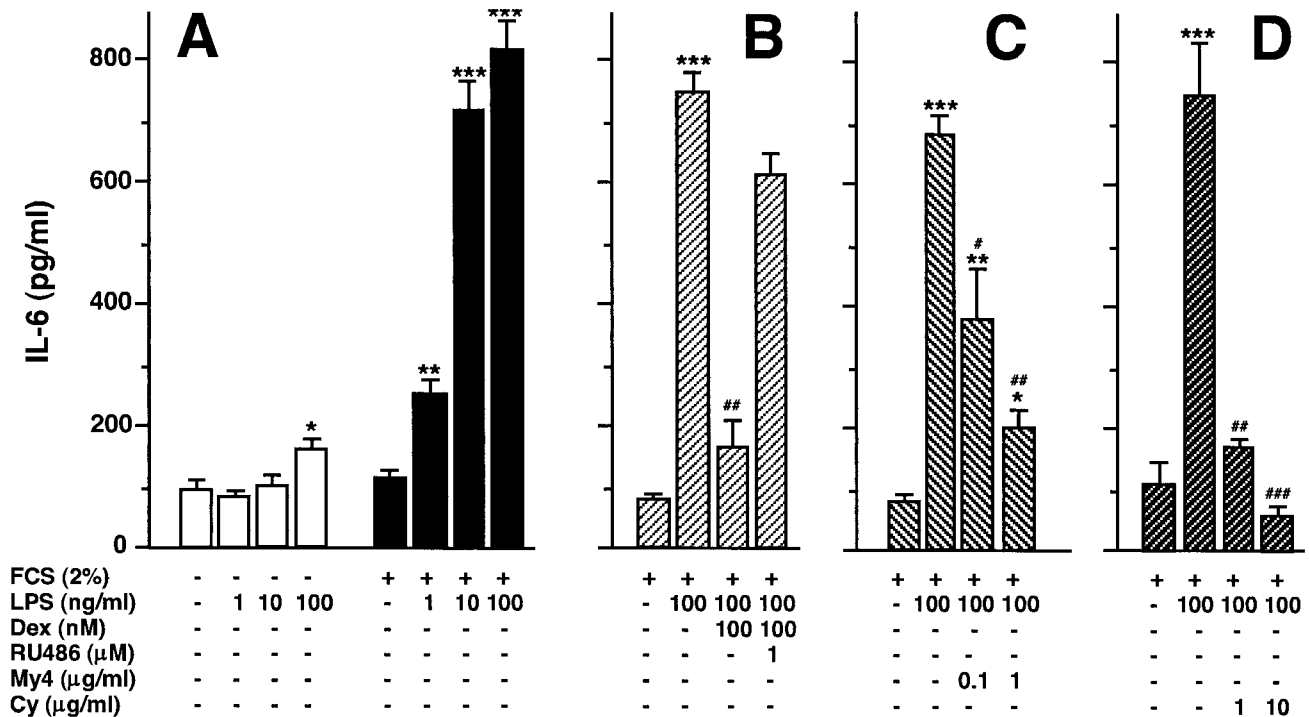 A B C D
***
***
***
***
***
800
600
#
**
IL-6 (pg/ml)
400
**
##
*
##
##
###
200
*
0
FCS (2%) - - - - + + + + + + + + + + + + + + + +
LPS (ng/ml) - 1 10 100 - 1 10 100 - 100 100 100 - 100 100 100 - 100 100 100
Dex (nM) - - - - - - - - - - 100 100 - - - - - - - -
RU486 (µM) - - - - - - - - - - - 1 - - - - - - - -
My4 (µg/ml) - - - - - - - - - - - - - - 0.1 1 - - - -
Cy (µg/ml) - - - - - - - - - - - - - - - - - - 1 10